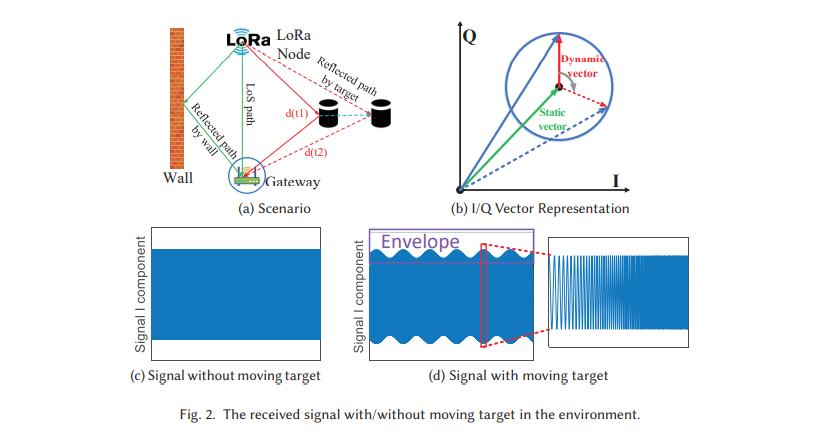 LoRa
LoRa
Node
Reflected path
by target
LoS path
d(t1)
d(t2)
Reflected path
by wall
Wall
Gateway
(a) Scenario
Q
Dynamic
vector
Static
vector
I
(b) I/Q Vector Representation
Signal I component
(c) Signal without moving target
Signal I component
Envelope
(d) Signal with moving target
Fig. 2. The received signal with/without moving target in the environment.